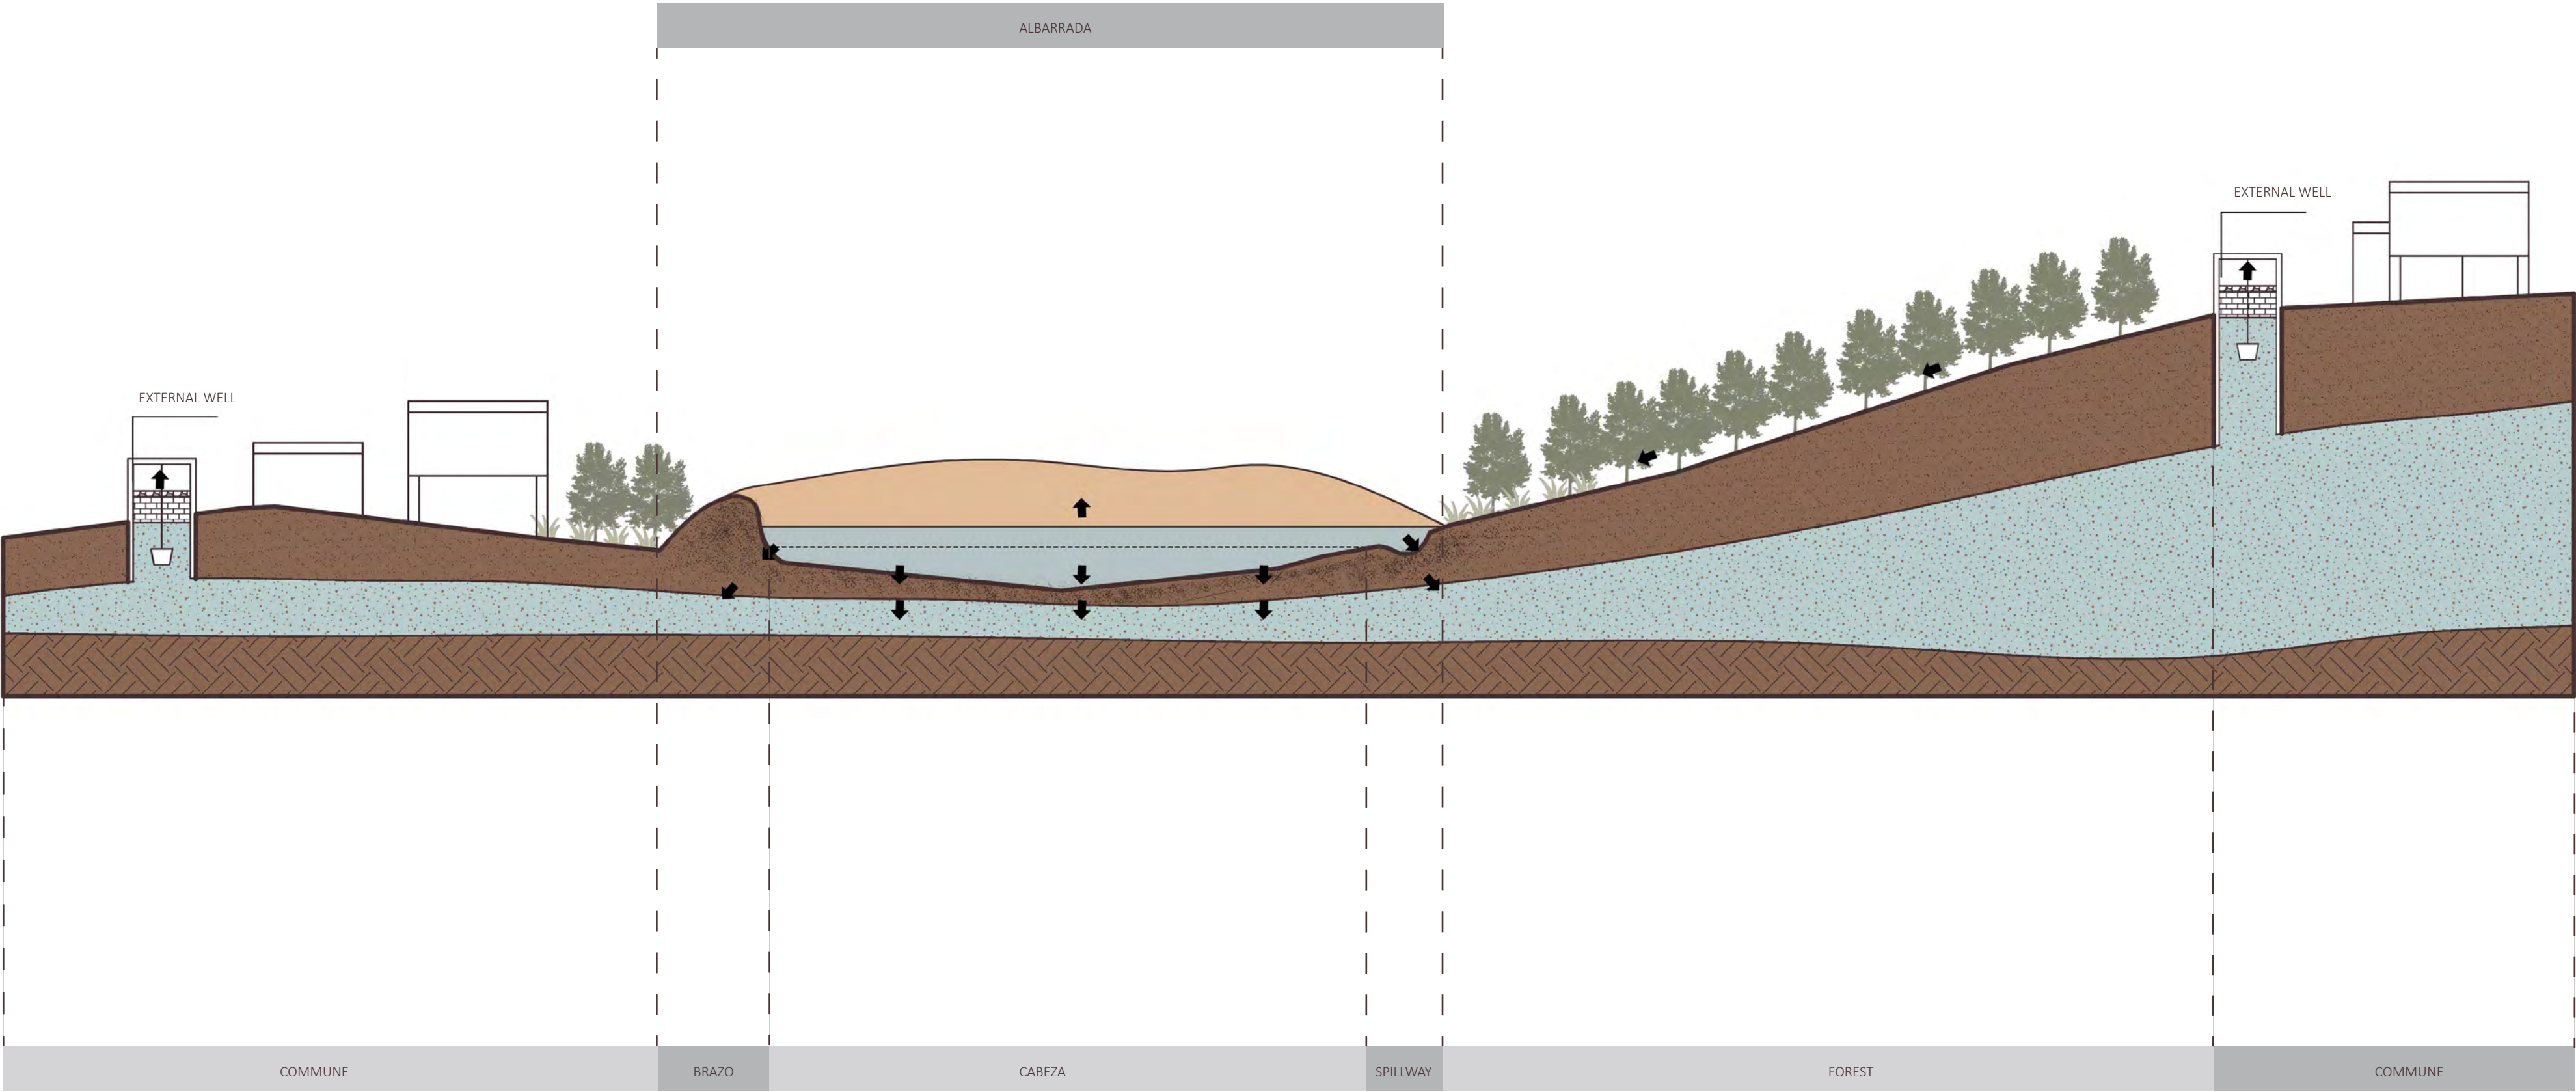 ALBARRADA
EXTERNAL WELL
EXTERNAL WELL
COMMUNE
BRAZO
CABEZA
SPILLWAY
FOREST
COMMUNE